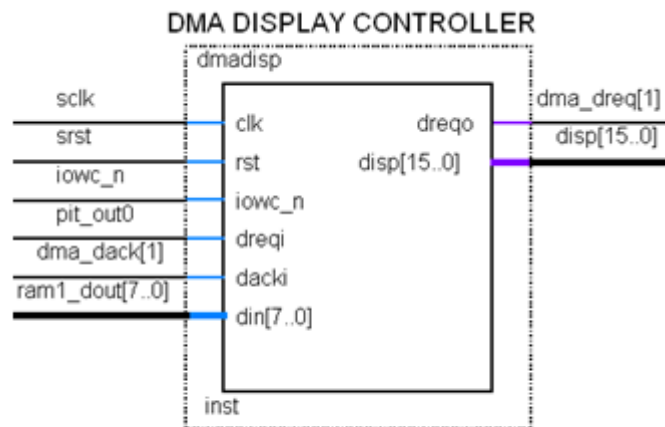 DMA DISPLAY CONTROLLER
dmadisp
sclk
clk
dreqo
dma_dreq[1]
srst
rst
disp[15..0]
disp[15..0]
iowc_n
iowc_n
pit_out0
dreqi
dma_dack[1]
dacki
ram1_dout[7..0]
din[7..0]
inst